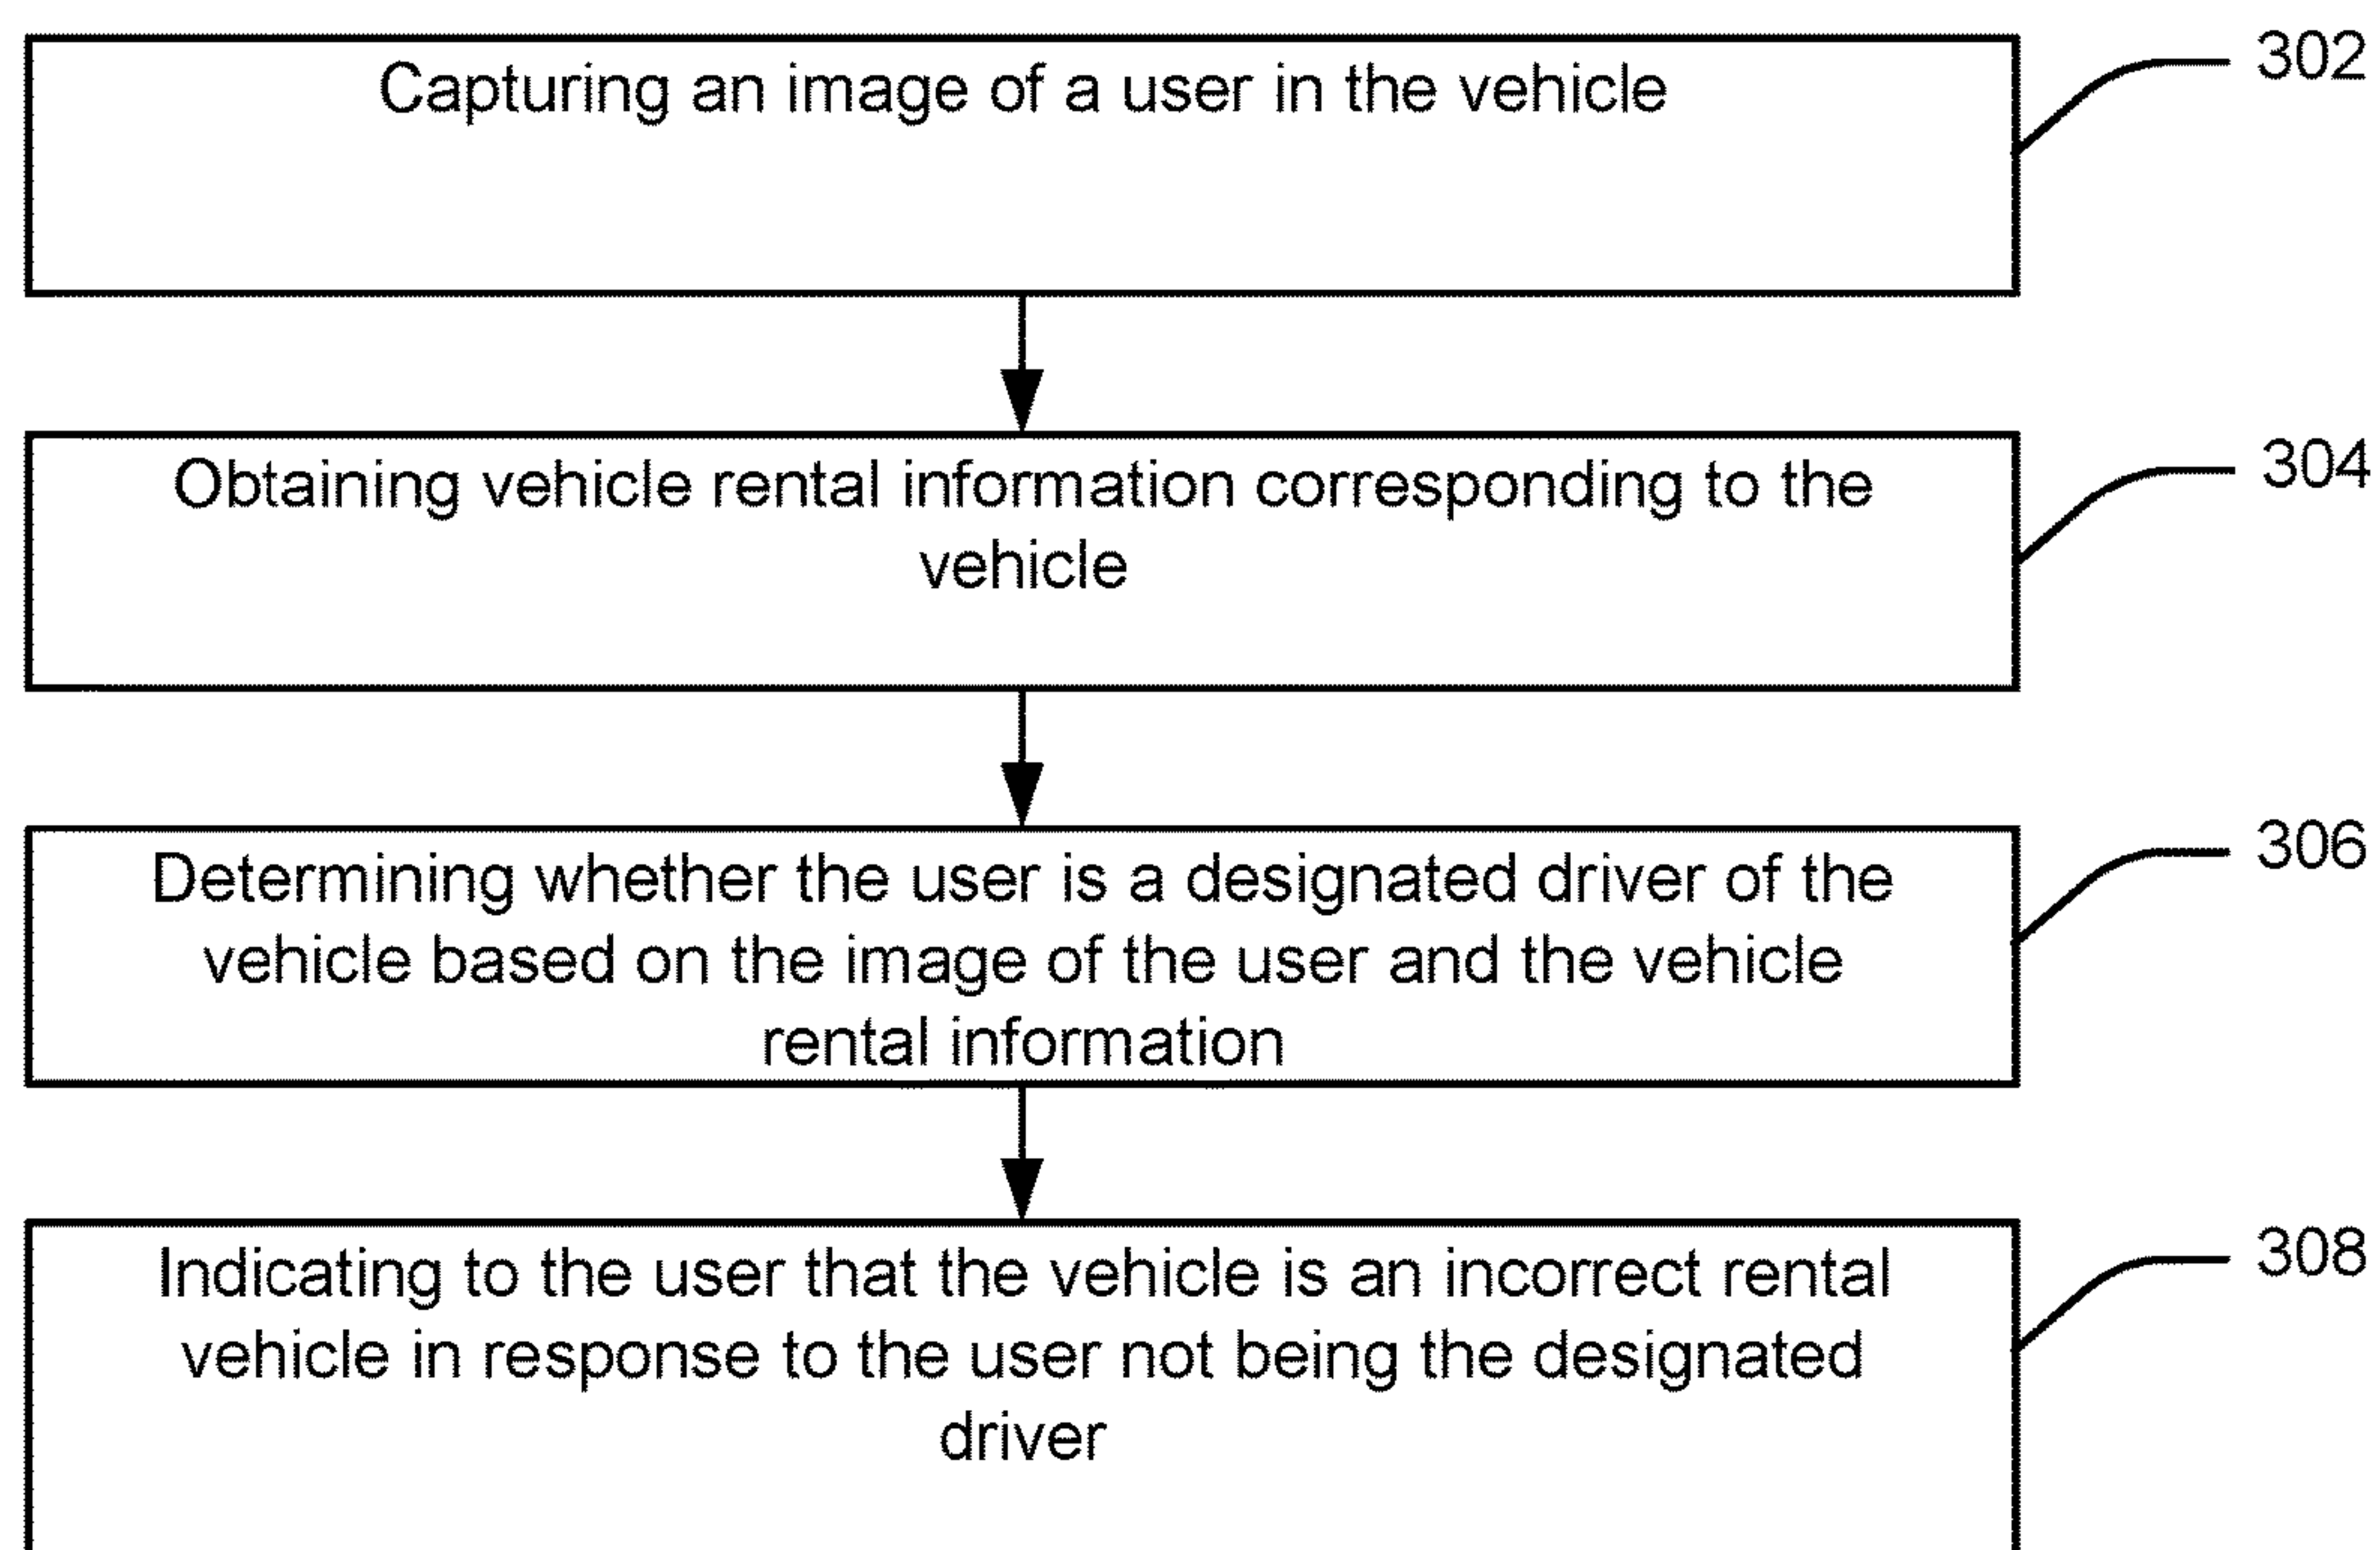 Capturing an image of a user in the vehicle
302
Obtaining vehicle rental information corresponding to the
vehicle
304
Determining whether the user is a designated driver of the
vehicle based on the image of the user and the vehicle
rental information
306
Indicating to the user that the vehicle is an incorrect rental
vehicle in response to the user not being the designated
driver
308